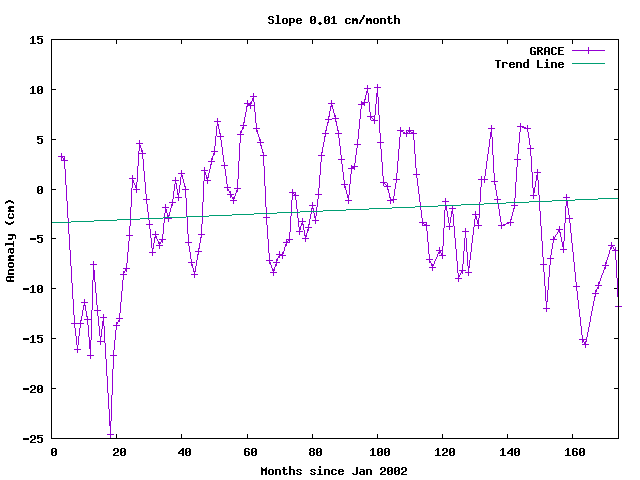 Slope 0.01 cm/month
15
10
5
0
-5
-10
-15
-20
-25
Anomaly (cm)
GRACE
Trend Line
0 20 40 60 80 100 120 140 160
Months since Jan 2002